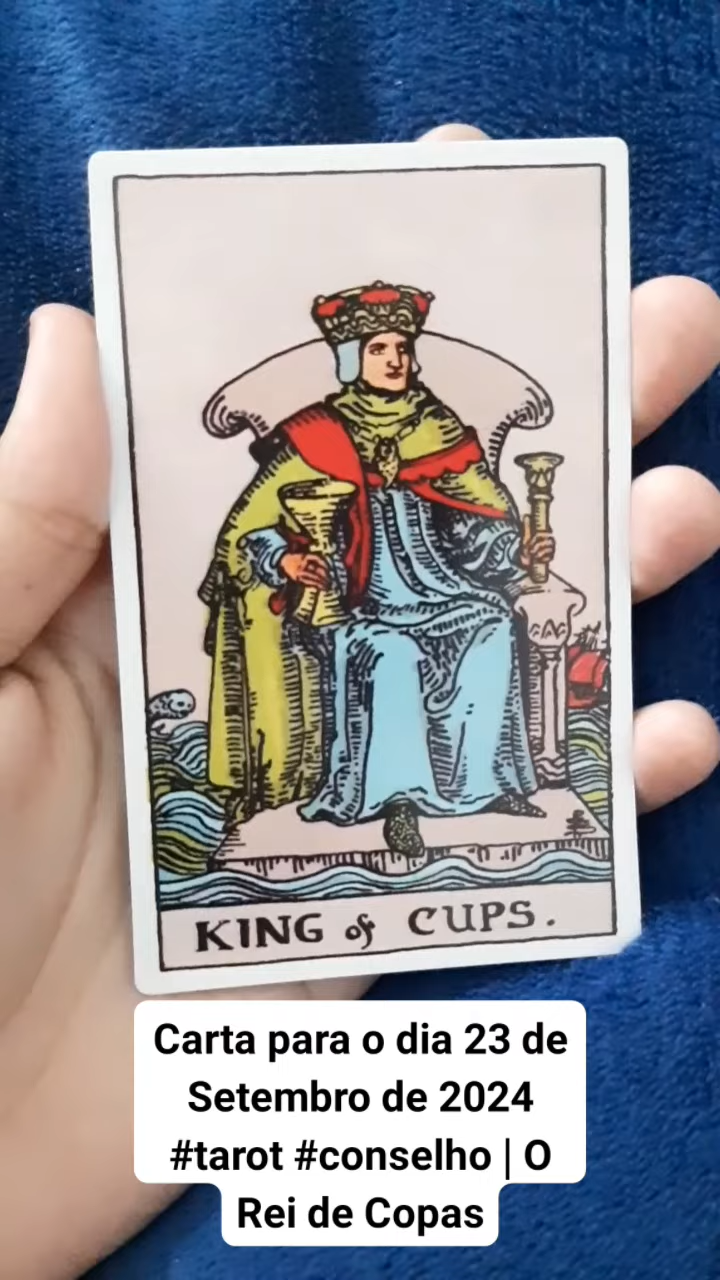 KING of CUPS.
Carta para o dia 23 de
Setembro de 2024
#tarot #conselho | O
Rei de Copas